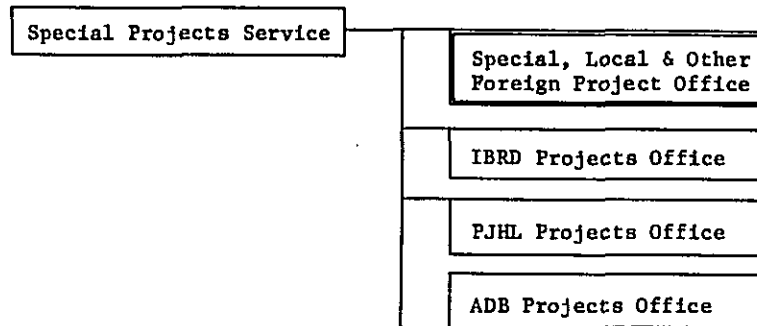 Special Projects Service
Special, Local & Other
Foreign Project Office
IBRD Projects Office
PJHL Projects Office
ADB Projects Office